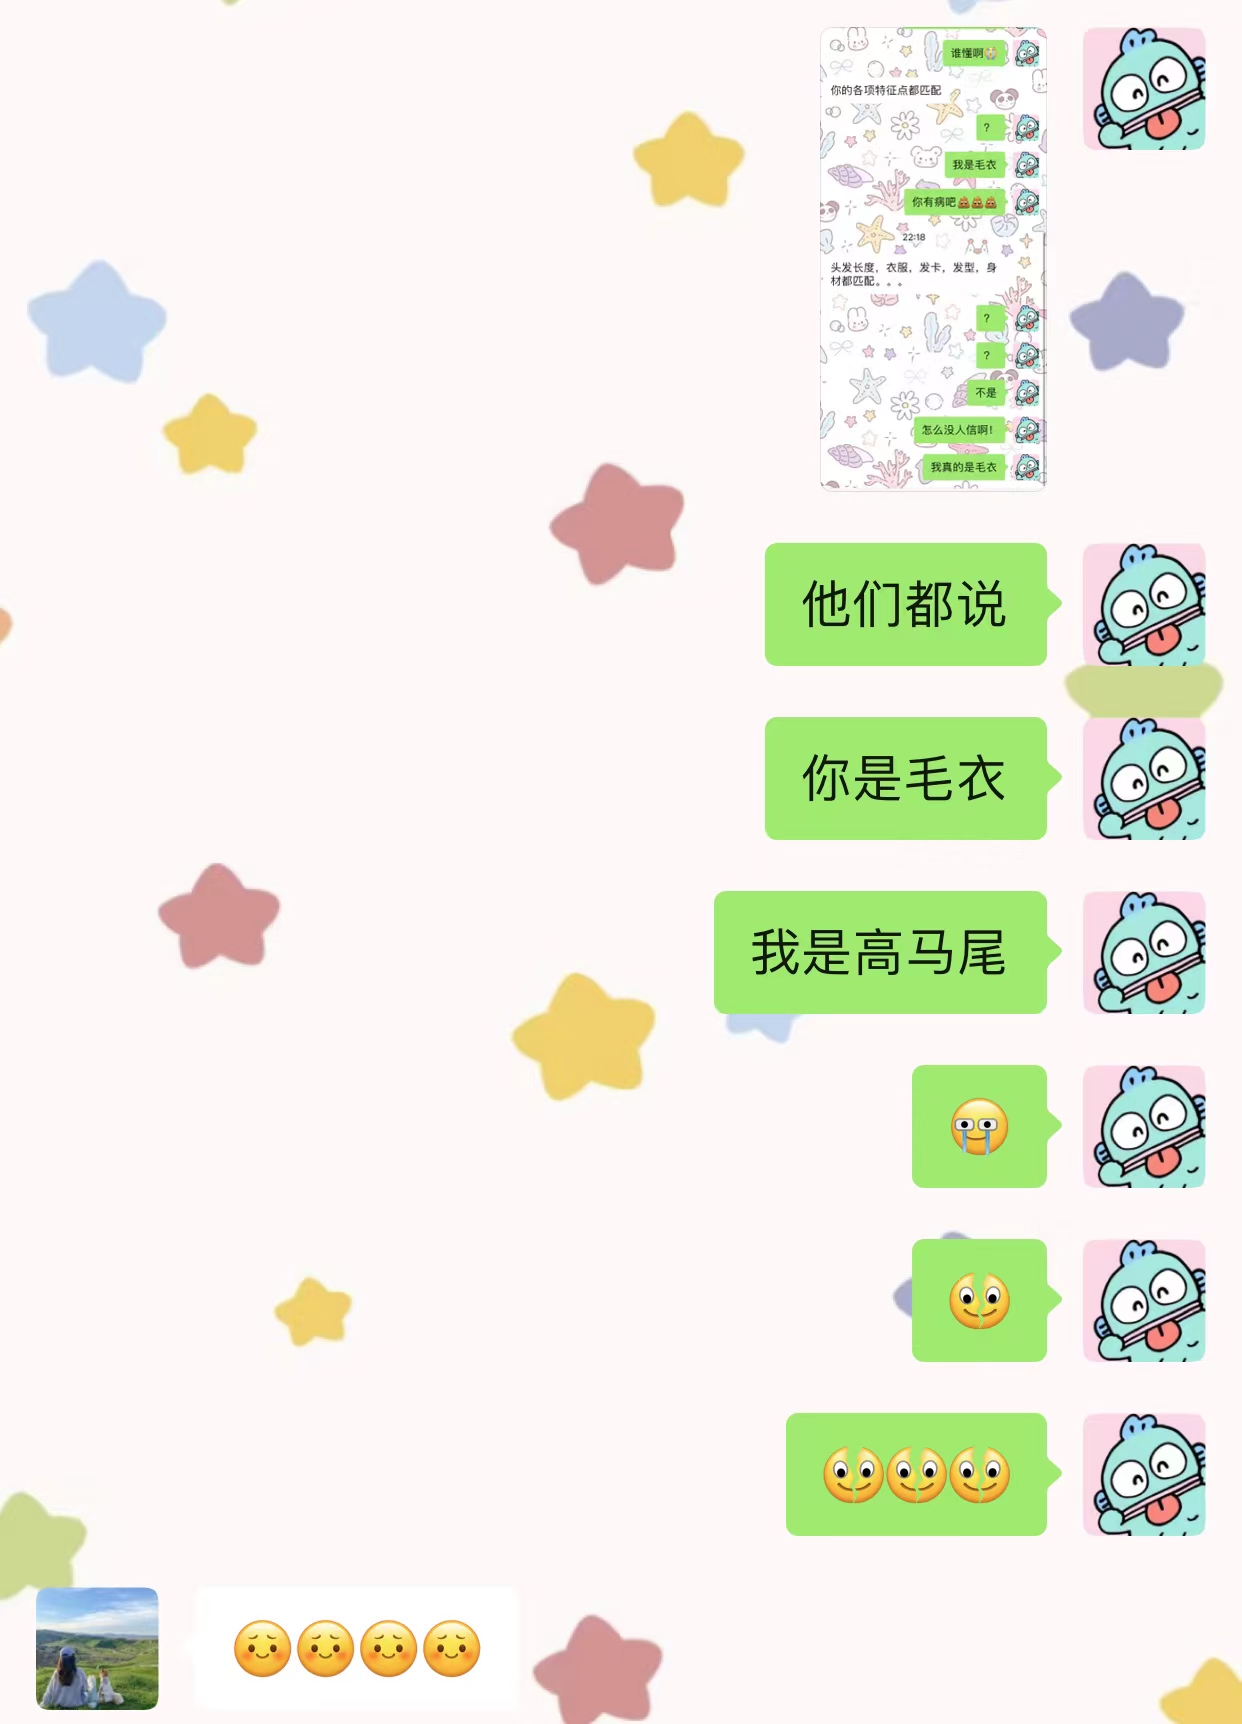 谁懂啊😭
你的各项特征点都匹配
?
我是毛衣
你有病吧💩💩💩
22:18
头发长度，衣服，发卡，发型，身
材都匹配。。。
?
?
不是
怎么没人信啊！
我真的是毛衣
他们都说
你是毛衣
我是高马尾